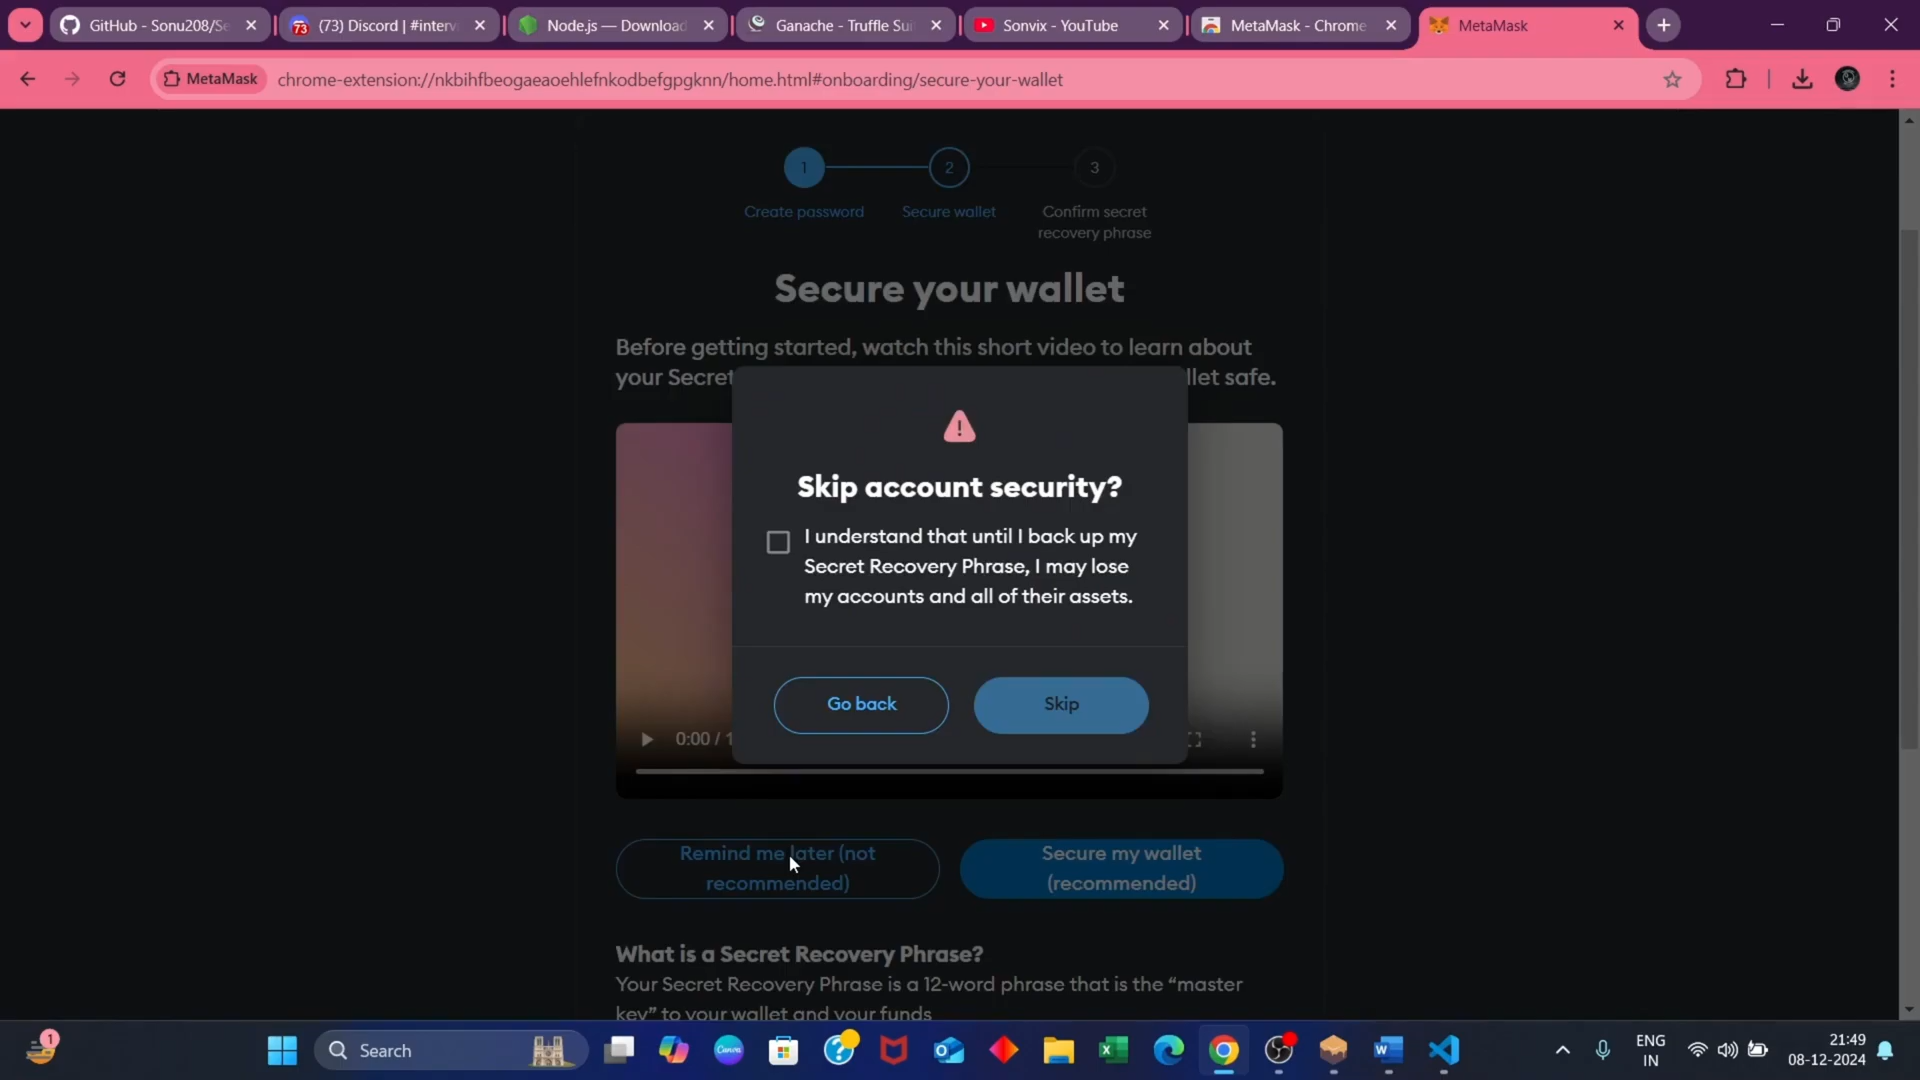 GitHub - Sonu208/Se
(73) Discord | #interv
Node.js — Download
Ganache - Truffle Sui
Sonvix - YouTube
MetaMask - Chrome
MetaMask
MetaMask
chrome-extension://nkbihfbeogaeaoehlefnkodbefgpgknn/home.html#onboarding/secure-your-wallet
1
2
3
Create password
Secure wallet
Confirm secret
recovery phrase
Secure your wallet
Before getting started, watch this short video to learn about
your Secret
llet safe.
Skip account security?
I understand that until I back up my
Secret Recovery Phrase, I may lose
my accounts and all of their assets.
Go back
Skip
0:00 / 1
Remind me later (not
recommended)
Secure my wallet
(recommended)
What is a Secret Recovery Phrase?
Your Secret Recovery Phrase is a 12-word phrase that is the “master
key” to your wallet and your funds
1
Search
ENG
IN
21:49
08-12-2024